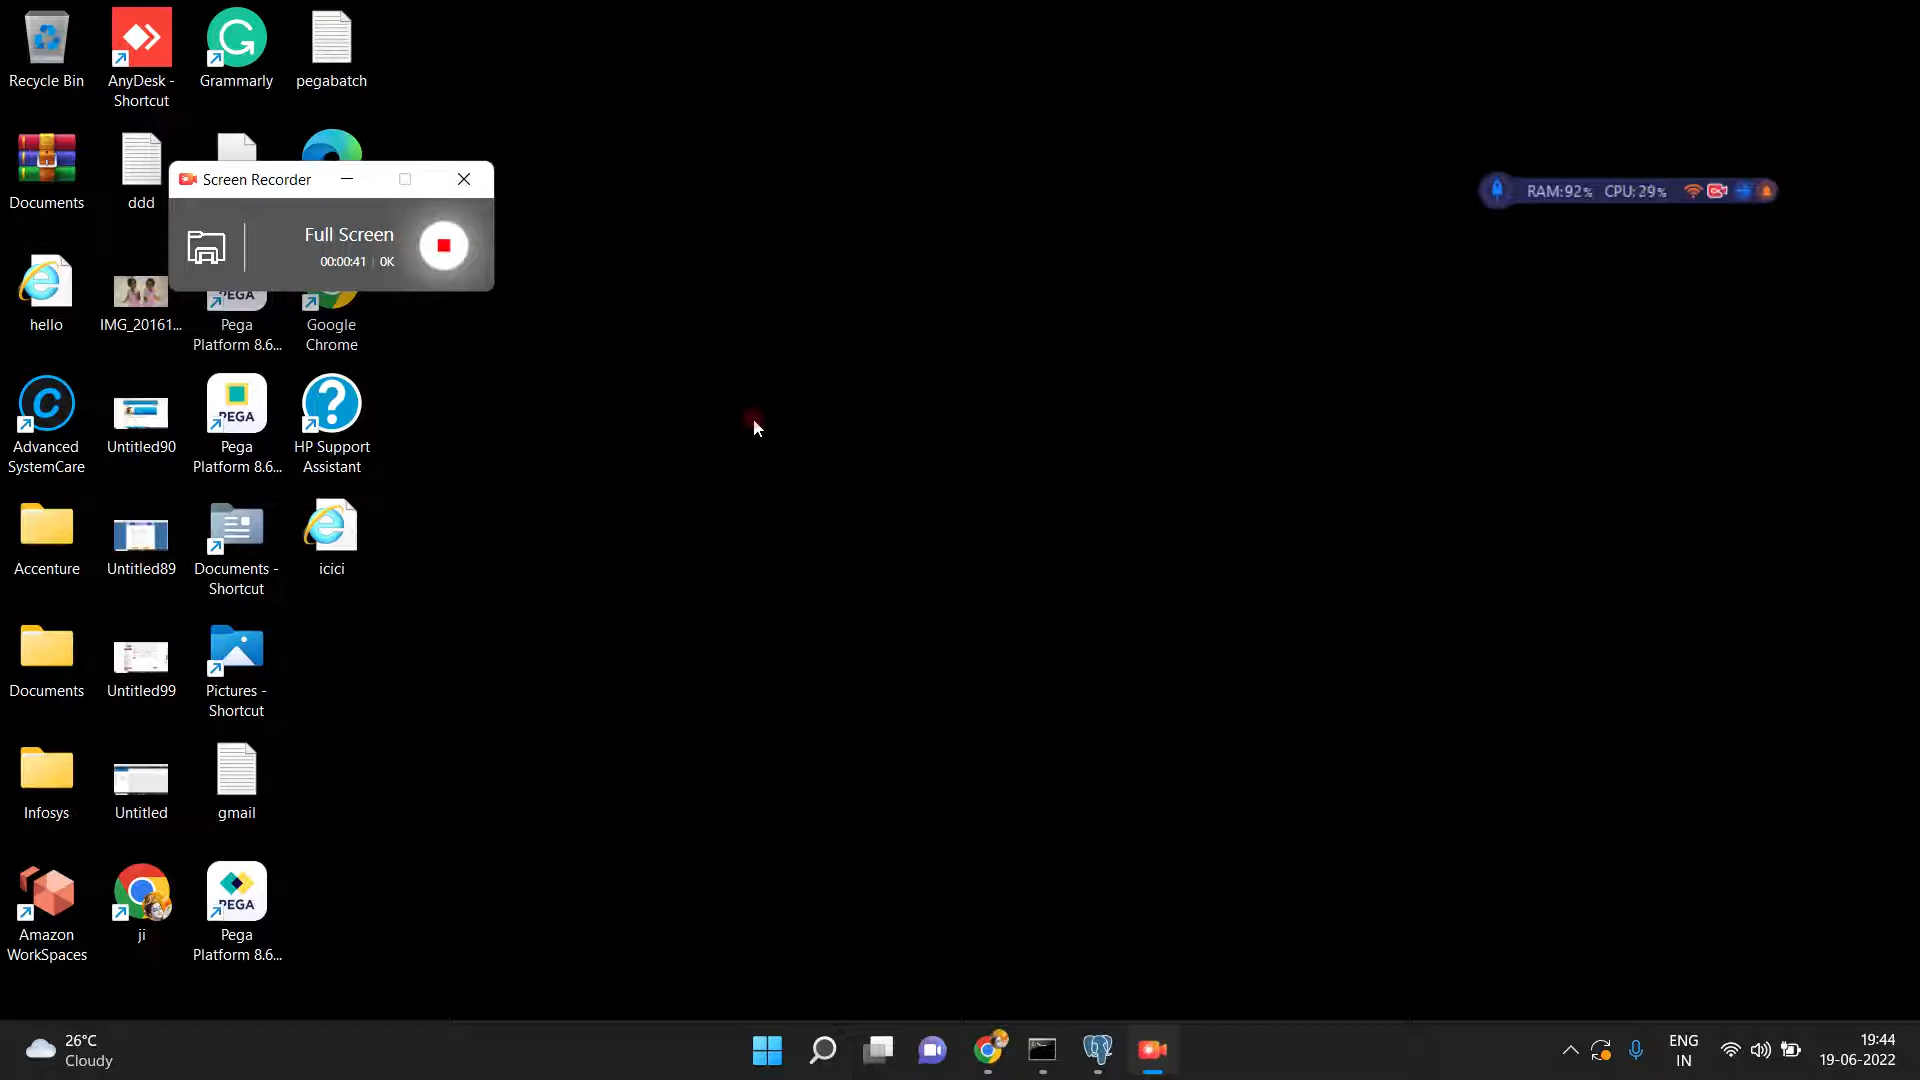 Recycle Bin
AnyDesk -
Shortcut
Grammarly
pegabatch
Documents
ddd
Screen Recorder
Full Screen
00:00:41 | 0K
RAM:92% CPU:39%
hello
IMG_20161...
PEGA
Pega
Platform 8.6...
Google
Chrome
Advanced
SystemCare
Untitled90
PEGA
Pega
Platform 8.6...
HP Support
Assistant
Accenture
Untitled89
Documents -
Shortcut
icici
Documents
Untitled99
Pictures -
Shortcut
Infosys
Untitled
gmail
Amazon
WorkSpaces
ji
PEGA
Pega
Platform 8.6...
26°C
Cloudy
ENG
IN
19:44
19-06-2022